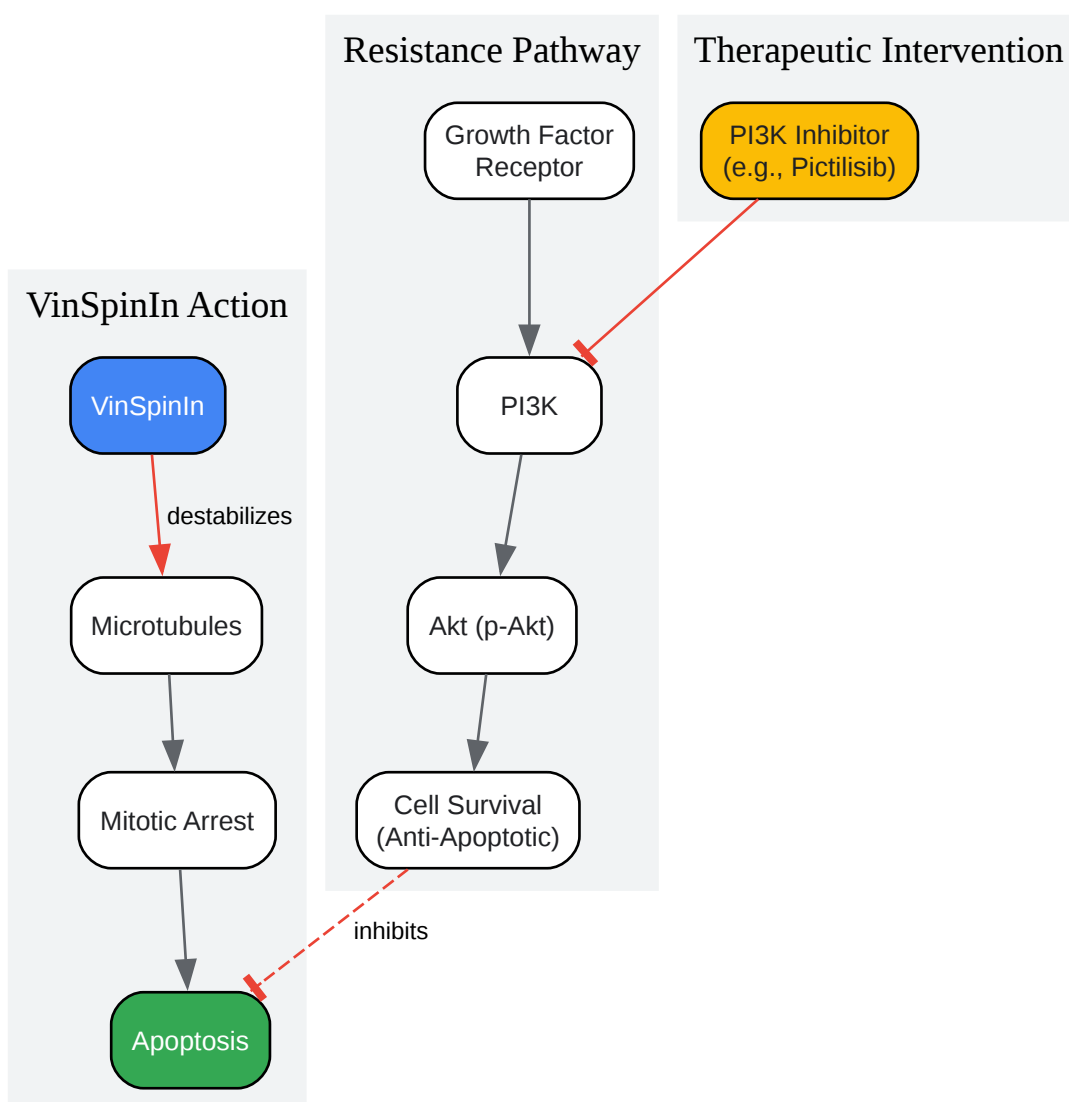 Resistance Pathway
Growth Factor
Receptor
PI3K
Akt (p-Akt)
Cell Survival
(Anti-Apoptotic)
inhibits
Therapeutic Intervention
PI3K Inhibitor
(e.g., Pictilisib)
VinSpinIn Action
VinSpinIn
destabilizes
Microtubules
Mitotic Arrest
Apoptosis